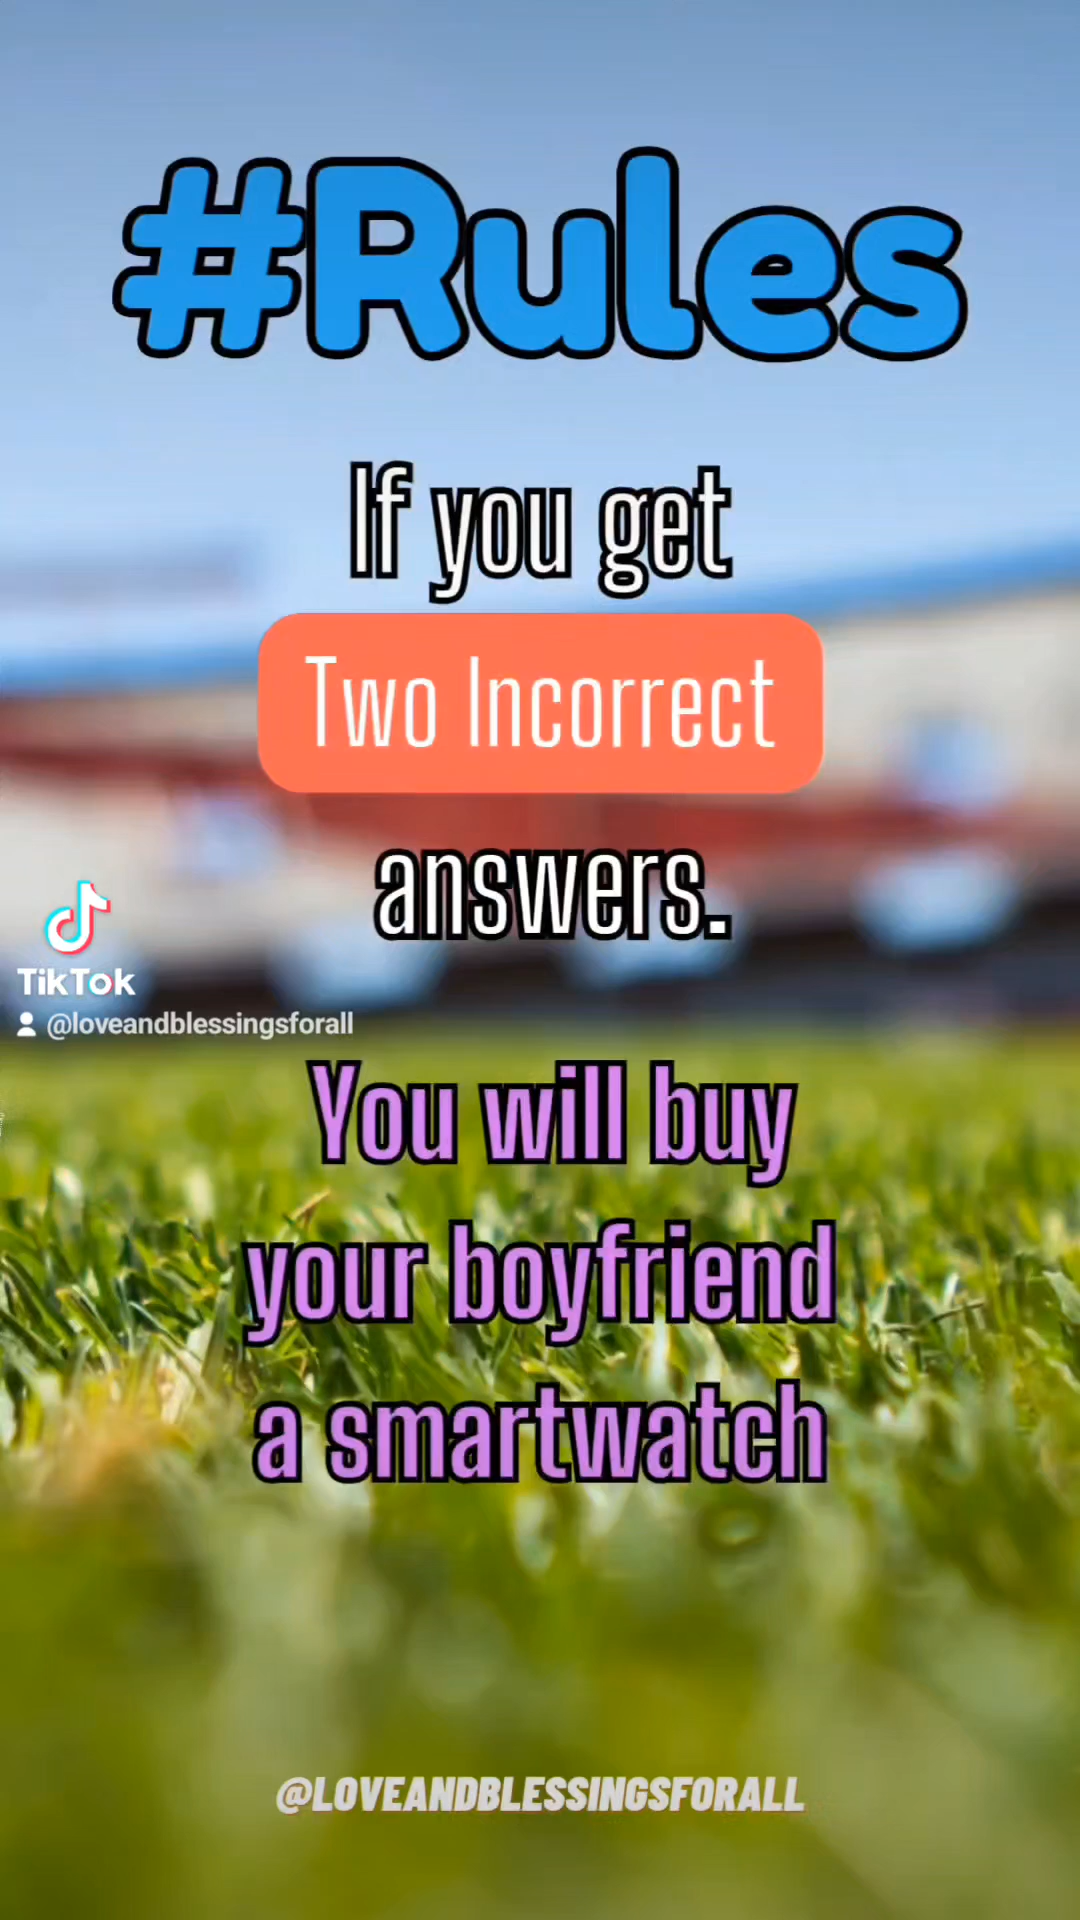 #Rules
If you get
Two Incorrect
answers.
TikTok
@loveandblessingsforall
You will buy
your boyfriend
a smartwatch
@LOVEANDBLESSINGSFORALL